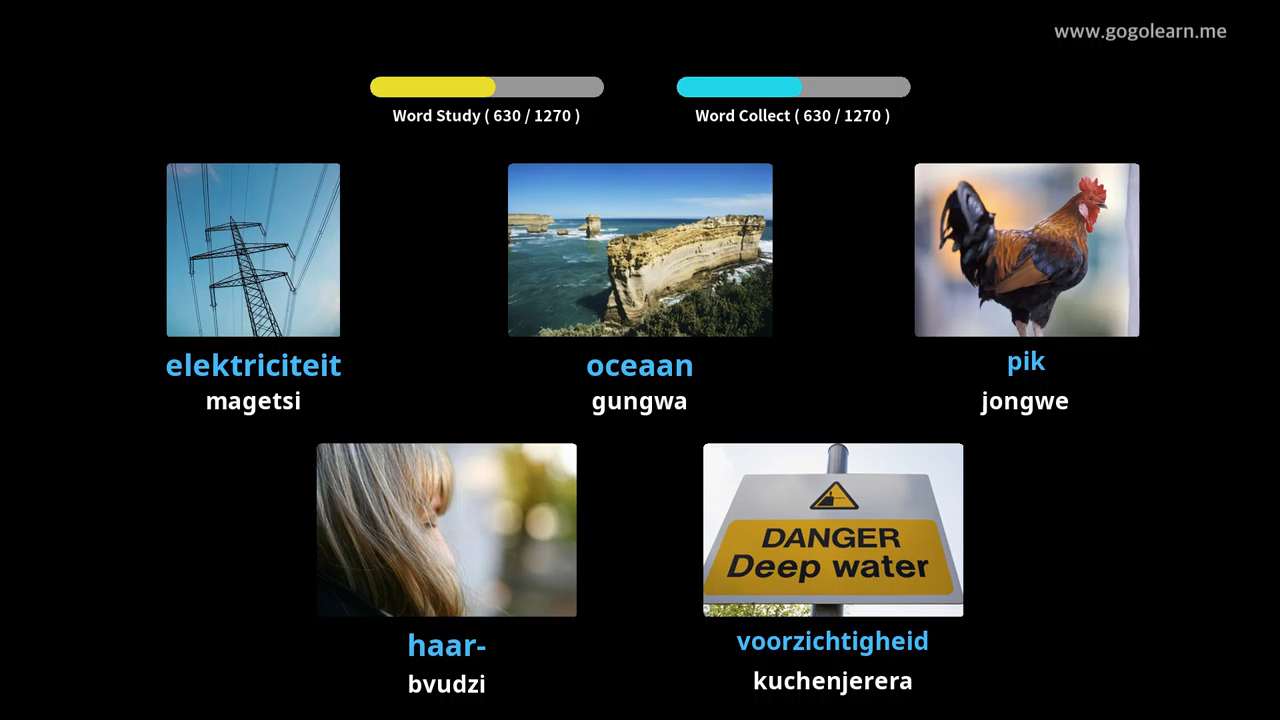 www.gogolearn.me
Word Study ( 630 / 1270 )
Word Collect ( 630 / 1270 )
elektriciteit
magetsi
oceaan
gungwa
pik
jongwe
DANGER
Deep water
haar-
bvudzi
voorzichtigheid
kuchenjerera